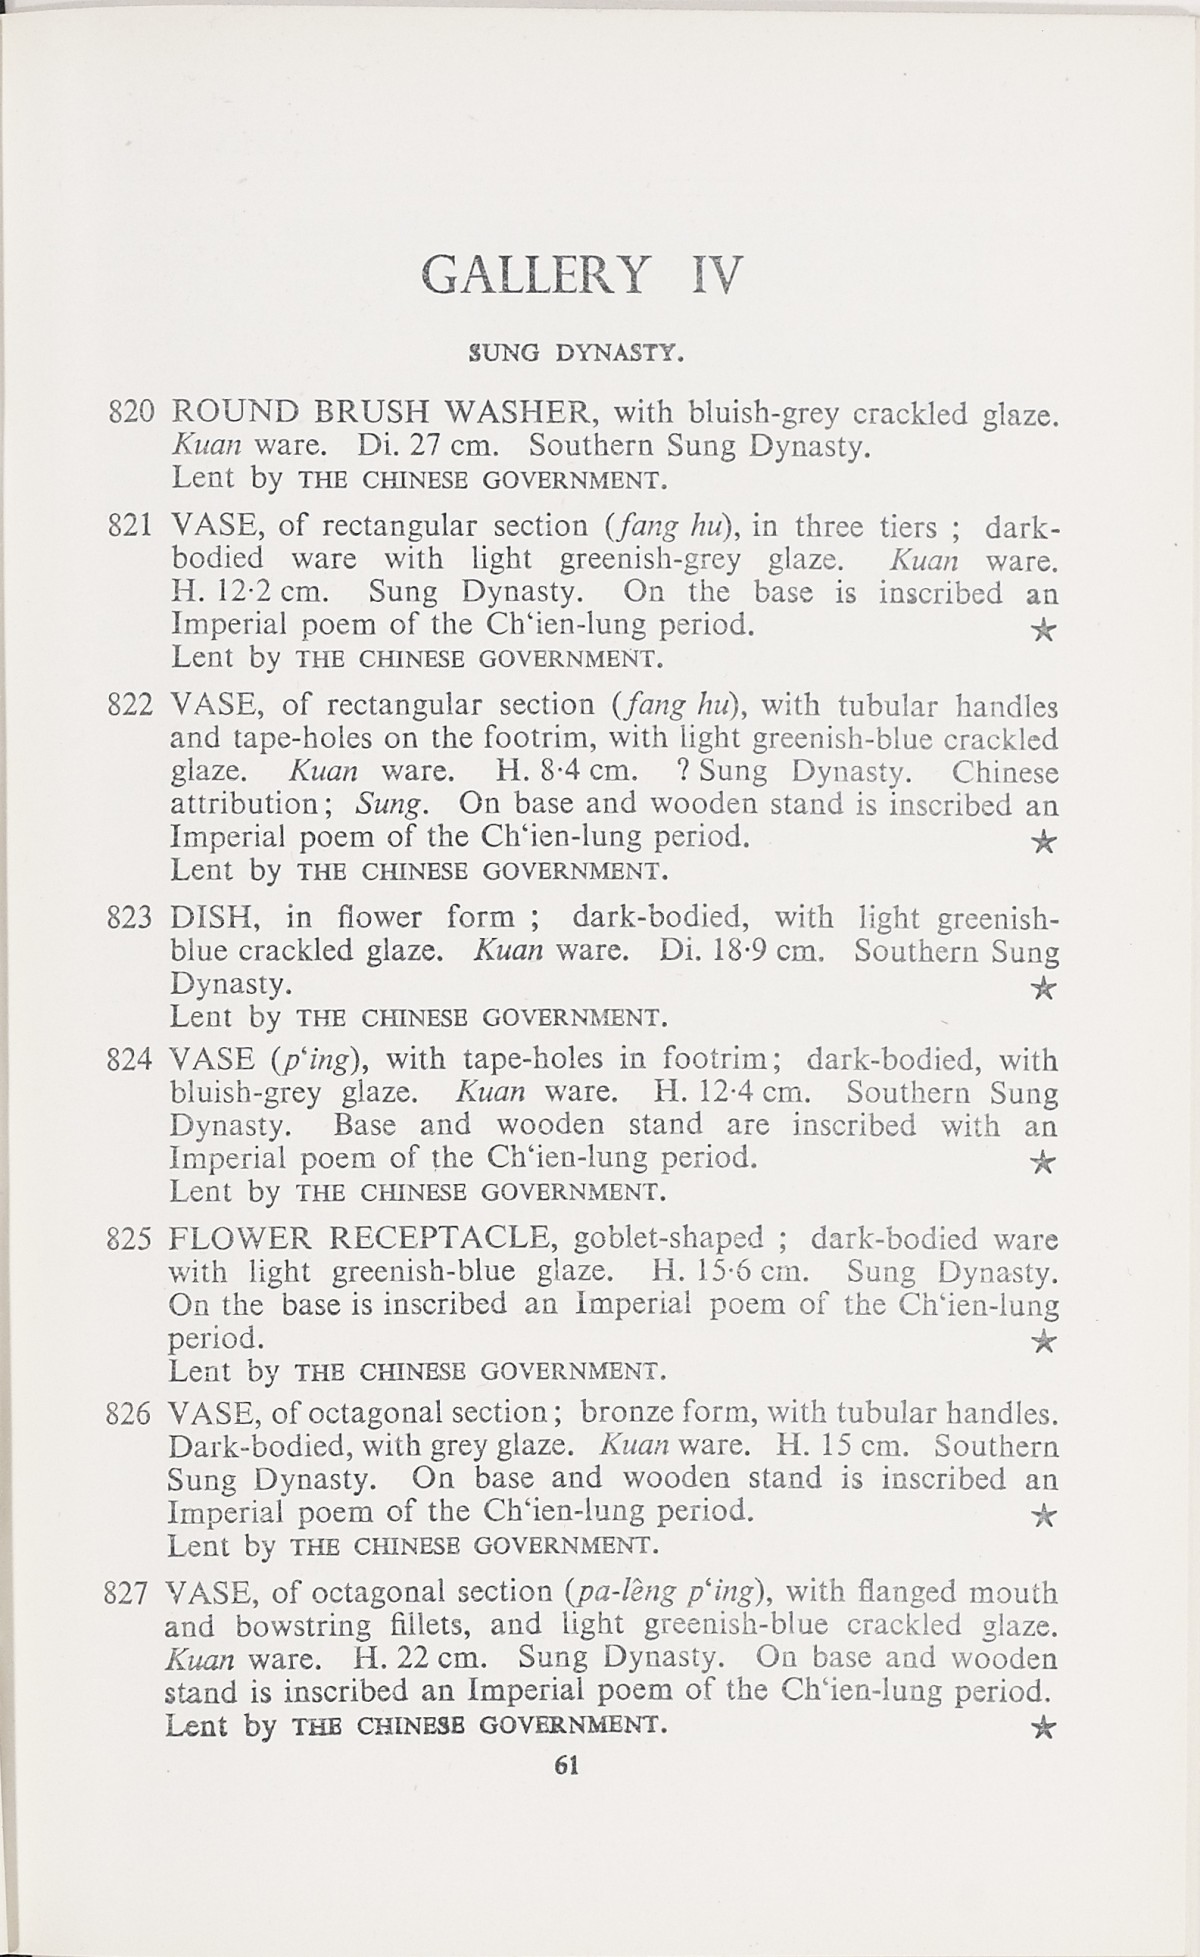 GALLERY IV
SUNG DYNASTY.
820 ROUND BRUSH WASHER, with bluish-grey crackled glaze.
Kuan ware. Di. 27 cm. Southern Sung Dynasty.
Lent by THE CHINESE GOVERNMENT.
821 VASE, of rectangular section (fang hu), in three tiers ; dark-
bodied ware with light greenish-grey glaze. Kuan ware.
H. 12·2 cm. Sung Dynasty. On the base is inscribed an
Imperial poem of the Ch‘ien-lung period. ★
Lent by THE CHINESE GOVERNMENT.
822 VASE, of rectangular section (fang hu), with tubular handles
and tape-holes on the footrim, with light greenish-blue crackled
glaze. Kuan ware. H. 8·4 cm. ? Sung Dynasty. Chinese
attribution; Sung. On base and wooden stand is inscribed an
Imperial poem of the Ch‘ien-lung period. ★
Lent by THE CHINESE GOVERNMENT.
823 DISH, in flower form ; dark-bodied, with light greenish-
blue crackled glaze. Kuan ware. Di. 18·9 cm. Southern Sung
Dynasty. ★
Lent by THE CHINESE GOVERNMENT.
824 VASE (p‘ing), with tape-holes in footrim; dark-bodied, with
bluish-grey glaze. Kuan ware. H. 12·4 cm. Southern Sung
Dynasty. Base and wooden stand are inscribed with an
Imperial poem of the Ch‘ien-lung period. ★
Lent by THE CHINESE GOVERNMENT.
825 FLOWER RECEPTACLE, goblet-shaped ; dark-bodied ware
with light greenish-blue glaze. H. 15·6 cm. Sung Dynasty.
On the base is inscribed an Imperial poem of the Ch‘ien-lung
period. ★
Lent by THE CHINESE GOVERNMENT.
826 VASE, of octagonal section; bronze form, with tubular handles.
Dark-bodied, with grey glaze. Kuan ware. H. 15 cm. Southern
Sung Dynasty. On base and wooden stand is inscribed an
Imperial poem of the Ch‘ien-lung period. ★
Lent by THE CHINESE GOVERNMENT.
827 VASE, of octagonal section (pa-lêng p‘ing), with flanged mouth
and bowstring fillets, and light greenish-blue crackled glaze.
Kuan ware. H. 22 cm. Sung Dynasty. On base and wooden
stand is inscribed an Imperial poem of the Ch‘ien-lung period.
Lent by THE CHINESE GOVERNMENT. ★
61